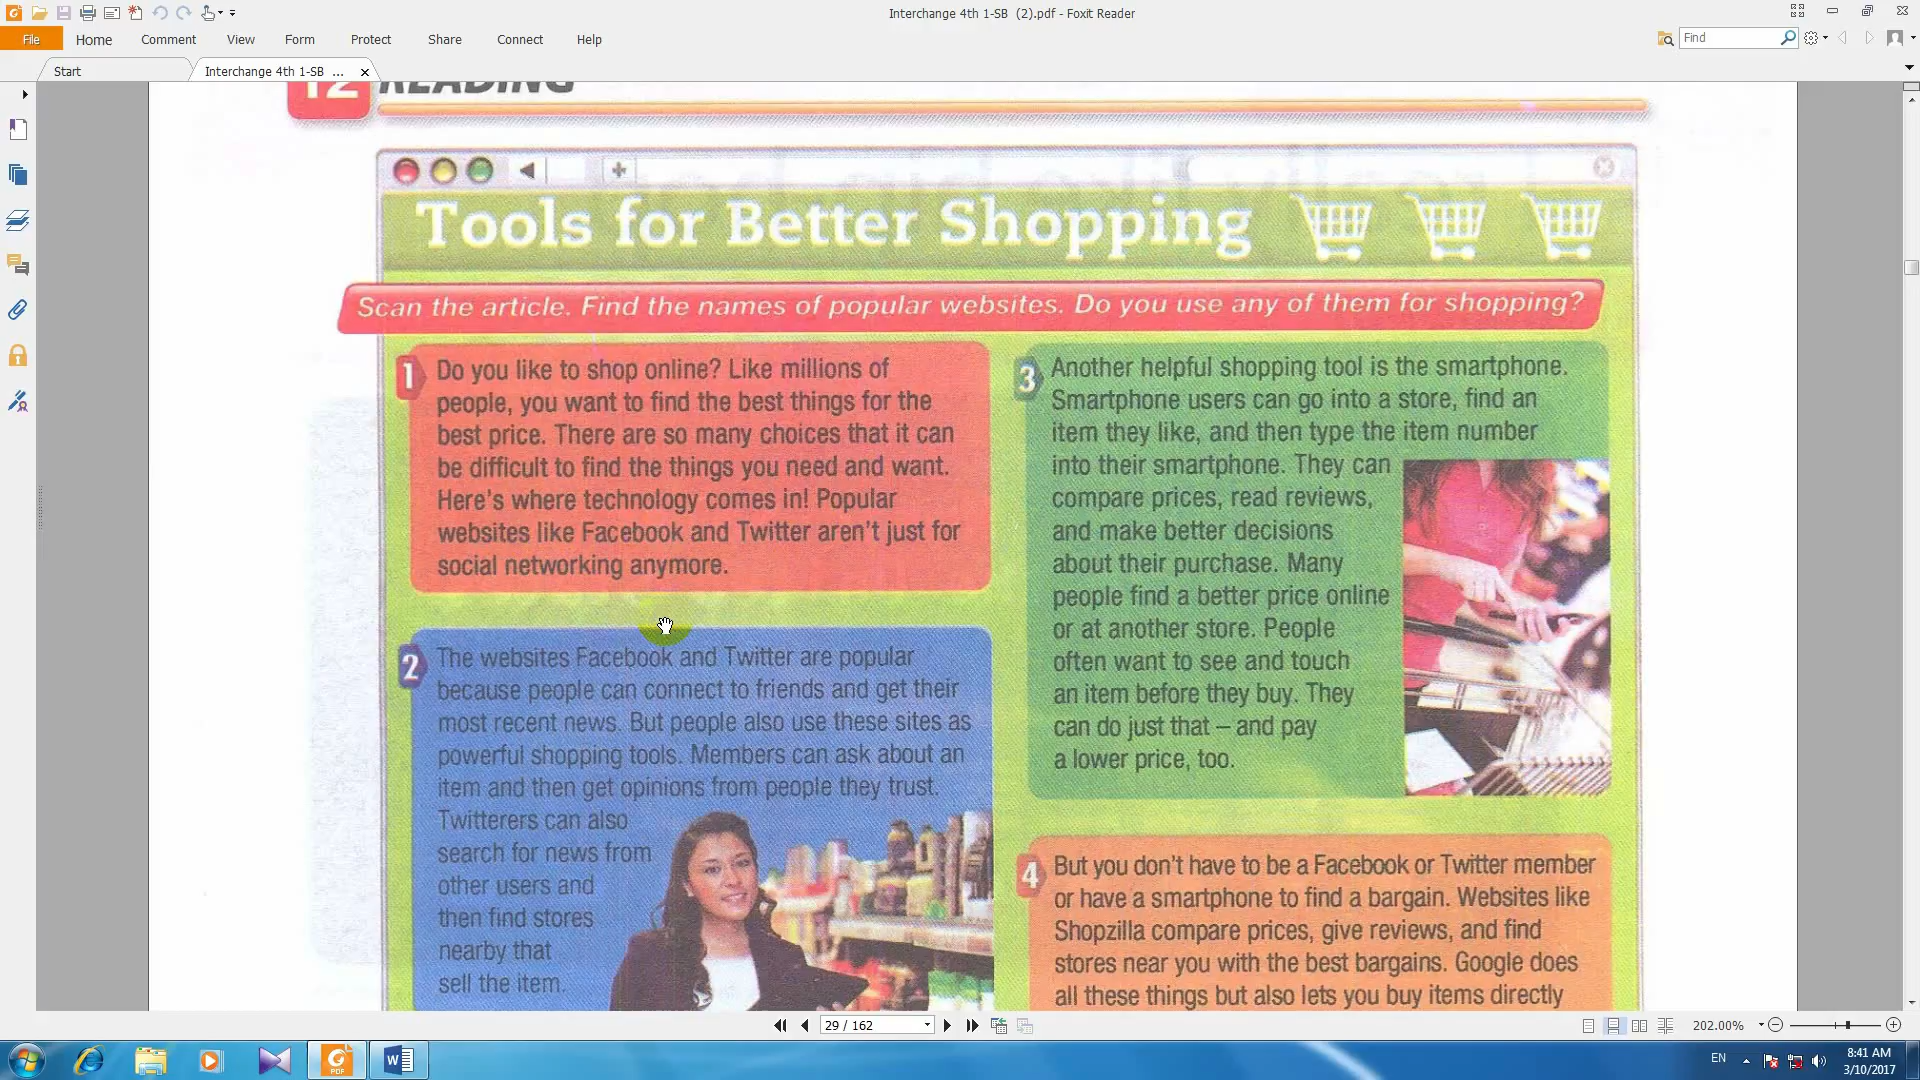 Interchange 4th 1-SB (2).pdf - Foxit Reader
File
Home
Comment
View
Form
Protect
Share
Connect
Help
Find
Start
Interchange 4th 1-SB ...
12 READING
Tools for Better Shopping
Scan the article. Find the names of popular websites. Do you use any of them for shopping?
1
Do you like to shop online? Like millions of
people, you want to find the best things for the
best price. There are so many choices that it can
be difficult to find the things you need and want.
Here's where technology comes in! Popular
websites like Facebook and Twitter aren't just for
social networking anymore.
2
The websites Facebook and Twitter are popular
because people can connect to friends and get their
most recent news. But people also use these sites as
powerful shopping tools. Members can ask about an
item and then get opinions from people they trust.
Twitterers can also
search for news from
other users and
then find stores
nearby that
sell the item.
3
Another helpful shopping tool is the smartphone.
Smartphone users can go into a store, find an
item they like, and then type the item number
into their smartphone. They can
compare prices, read reviews,
and make better decisions
about their purchase. Many
people find a better price online
or at another store. People
often want to see and touch
an item before they buy. They
can do just that – and pay
a lower price, too.
4
But you don't have to be a Facebook or Twitter member
or have a smartphone to find a bargain. Websites like
Shopzilla compare prices, give reviews, and find
stores near you with the best bargains. Google does
all these things but also lets you buy items directly
29 / 162
202.00%
EN
8:41 AM
3/10/2017